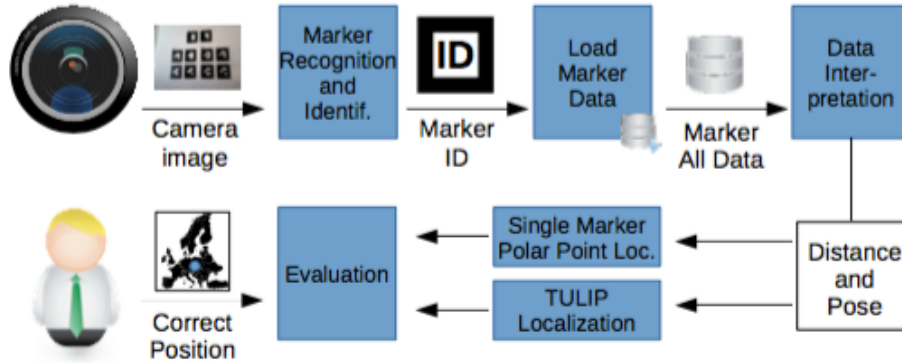 Marker
Recognition
and
Identif.
Load
Marker
Data
Data
Inter-
pretation
ID
Camera
image
Marker
ID
Marker
All Data
Single Marker
Polar Point Loc.
Distance
and
Pose
Evaluation
TULIP
Localization
Correct
Position